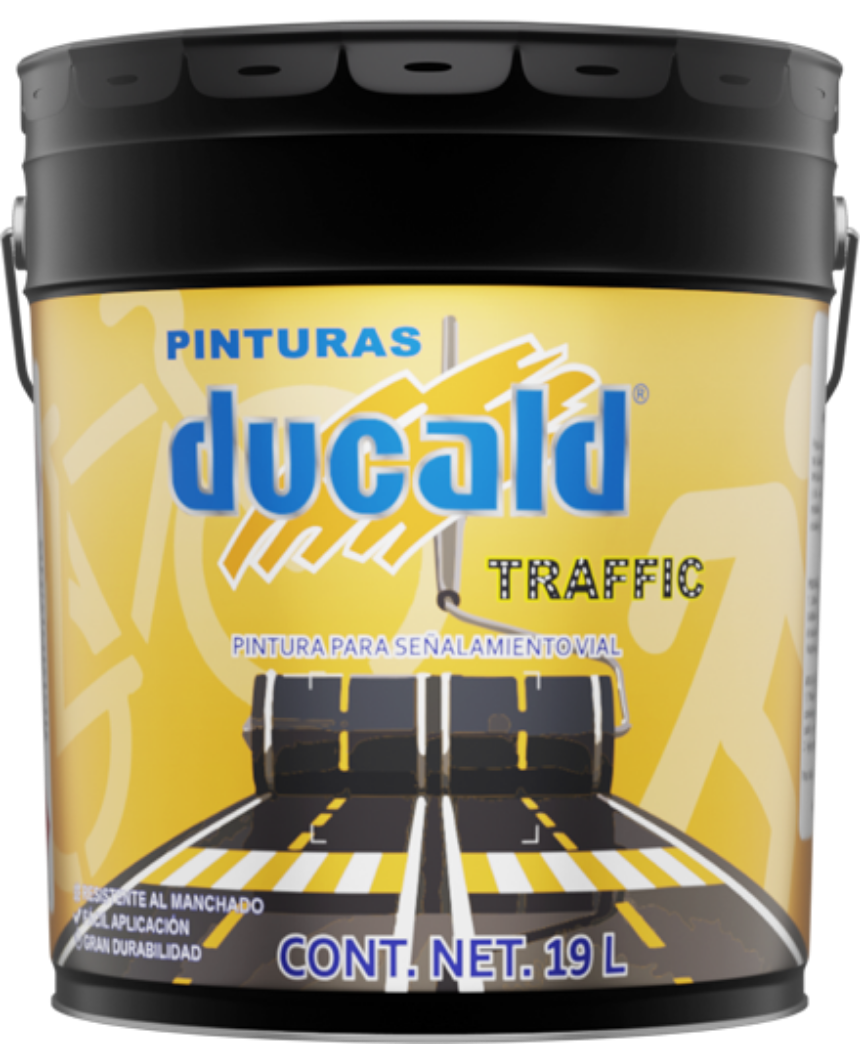 PINTURAS
ducald®
TRAFFIC
PINTURA PARA SEÑALAMIENTO VIAL
RESISTENTE AL MANCHADO
✓ FÁCIL APLICACIÓN
GRAN DURABILIDAD
CONT. NET. 19 L